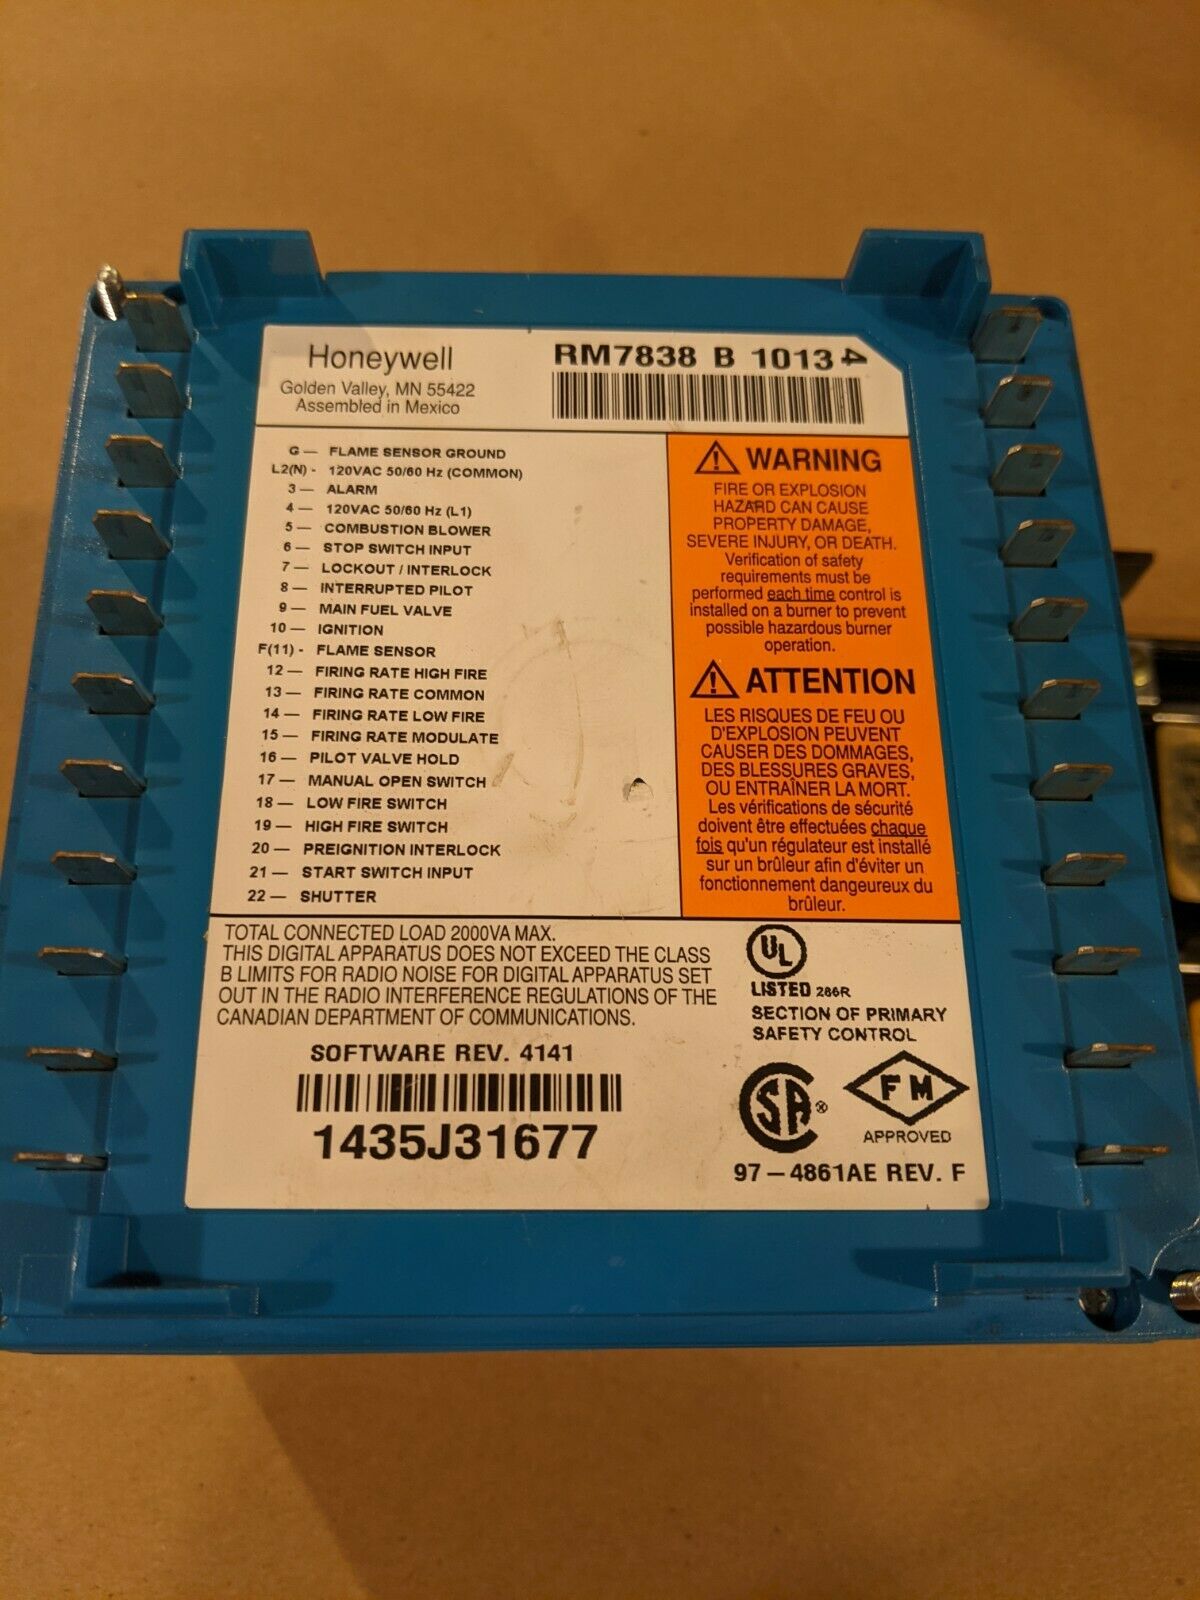 Honeywell
Golden Valley, MN 55422
Assembled in Mexico
RM7838 B 1013 4
G — FLAME SENSOR GROUND
L2(N) - 120VAC 50/60 Hz (COMMON)
3 — ALARM
4 — 120VAC 50/60 Hz (L1)
5 — COMBUSTION BLOWER
6 — STOP SWITCH INPUT
7 — LOCKOUT / INTERLOCK
8 — INTERRUPTED PILOT
9 — MAIN FUEL VALVE
10 — IGNITION
F(11) - FLAME SENSOR
12 — FIRING RATE HIGH FIRE
13 — FIRING RATE COMMON
14 — FIRING RATE LOW FIRE
15 — FIRING RATE MODULATE
16 — PILOT VALVE HOLD
17 — MANUAL OPEN SWITCH
18 — LOW FIRE SWITCH
19 — HIGH FIRE SWITCH
20 — PREIGNITION INTERLOCK
21 — START SWITCH INPUT
22 — SHUTTER
WARNING
FIRE OR EXPLOSION
HAZARD CAN CAUSE
PROPERTY DAMAGE,
SEVERE INJURY, OR DEATH.
Verification of safety
requirements must be
performed each time control is
installed on a burner to prevent
possible hazardous burner
operation.
ATTENTION
LES RISQUES DE FEU OU
D'EXPLOSION PEUVENT
CAUSER DES DOMMAGES,
DES BLESSURES GRAVES,
OU ENTRAÎNER LA MORT.
Les vérifications de sécurité
doivent être effectuées chaque
fois qu'un régulateur est installé
sur un brûleur afin d'éviter un
fonctionnement dangeureux du
brûleur.
TOTAL CONNECTED LOAD 2000VA MAX.
THIS DIGITAL APPARATUS DOES NOT EXCEED THE CLASS
B LIMITS FOR RADIO NOISE FOR DIGITAL APPARATUS SET
OUT IN THE RADIO INTERFERENCE REGULATIONS OF THE
CANADIAN DEPARTMENT OF COMMUNICATIONS.
SOFTWARE REV. 4141
1435J31677
UL
LISTED 286R
SECTION OF PRIMARY
SAFETY CONTROL
CSA ®
FM
APPROVED
97-4861AE REV. F